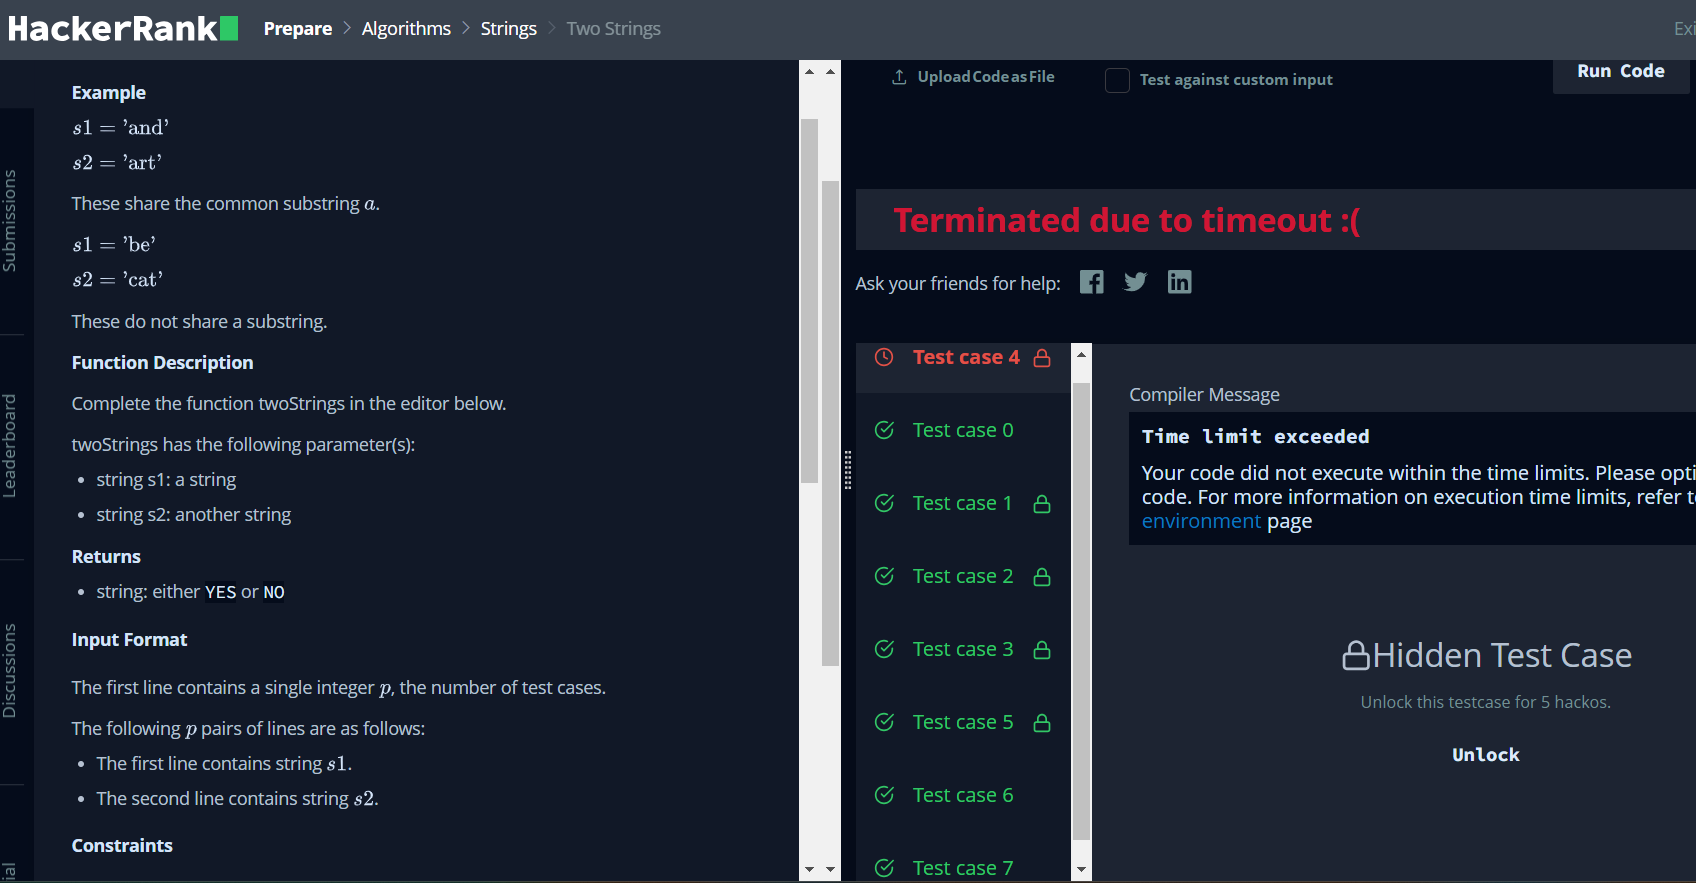 HackerRank Prepare > Algorithms > Strings > Two Strings
Submissions
Leaderboard
Discussions
Example
s1 = 'and'
s2 = 'art'
These share the common substring a.
s1 = 'be'
s2 = 'cat'
These do not share a substring.
Function Description
Complete the function twoStrings in the editor below.
twoStrings has the following parameter(s):
• string s1: a string
• string s2: another string
Returns
• string: either YES or NO
Input Format
The first line contains a single integer p, the number of test cases.
The following p pairs of lines are as follows:
• The first line contains string s1.
• The second line contains string s2.
Constraints
Upload Code as File
Test against custom input
Run Code
Terminated due to timeout :(
Ask your friends for help:
Test case 4
Test case 0
Test case 1
Test case 2
Test case 3
Test case 5
Test case 6
Test case 7
Compiler Message
Time limit exceeded
Your code did not execute within the time limits. Please opti
code. For more information on execution time limits, refer t
environment page
Hidden Test Case
Unlock this testcase for 5 hackos.
Unlock